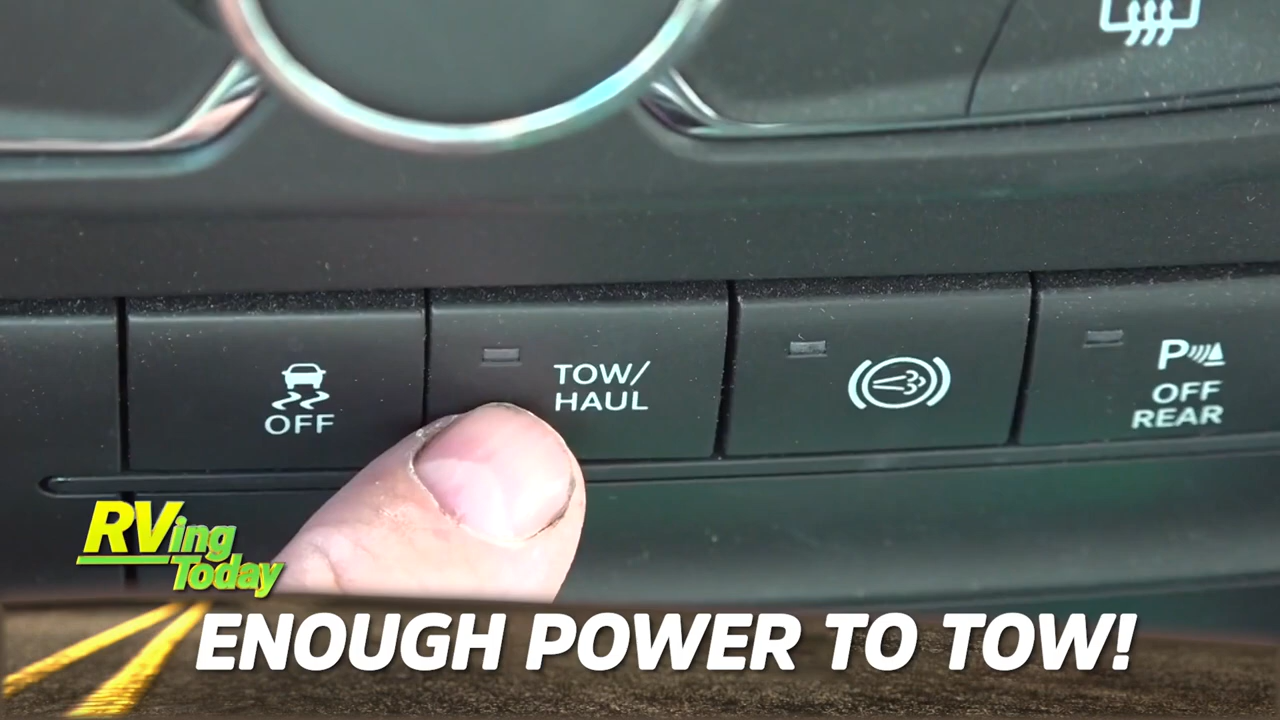 OFF
TOW/
HAUL
P
OFF
REAR
RVing
Today
ENOUGH POWER TO TOW!